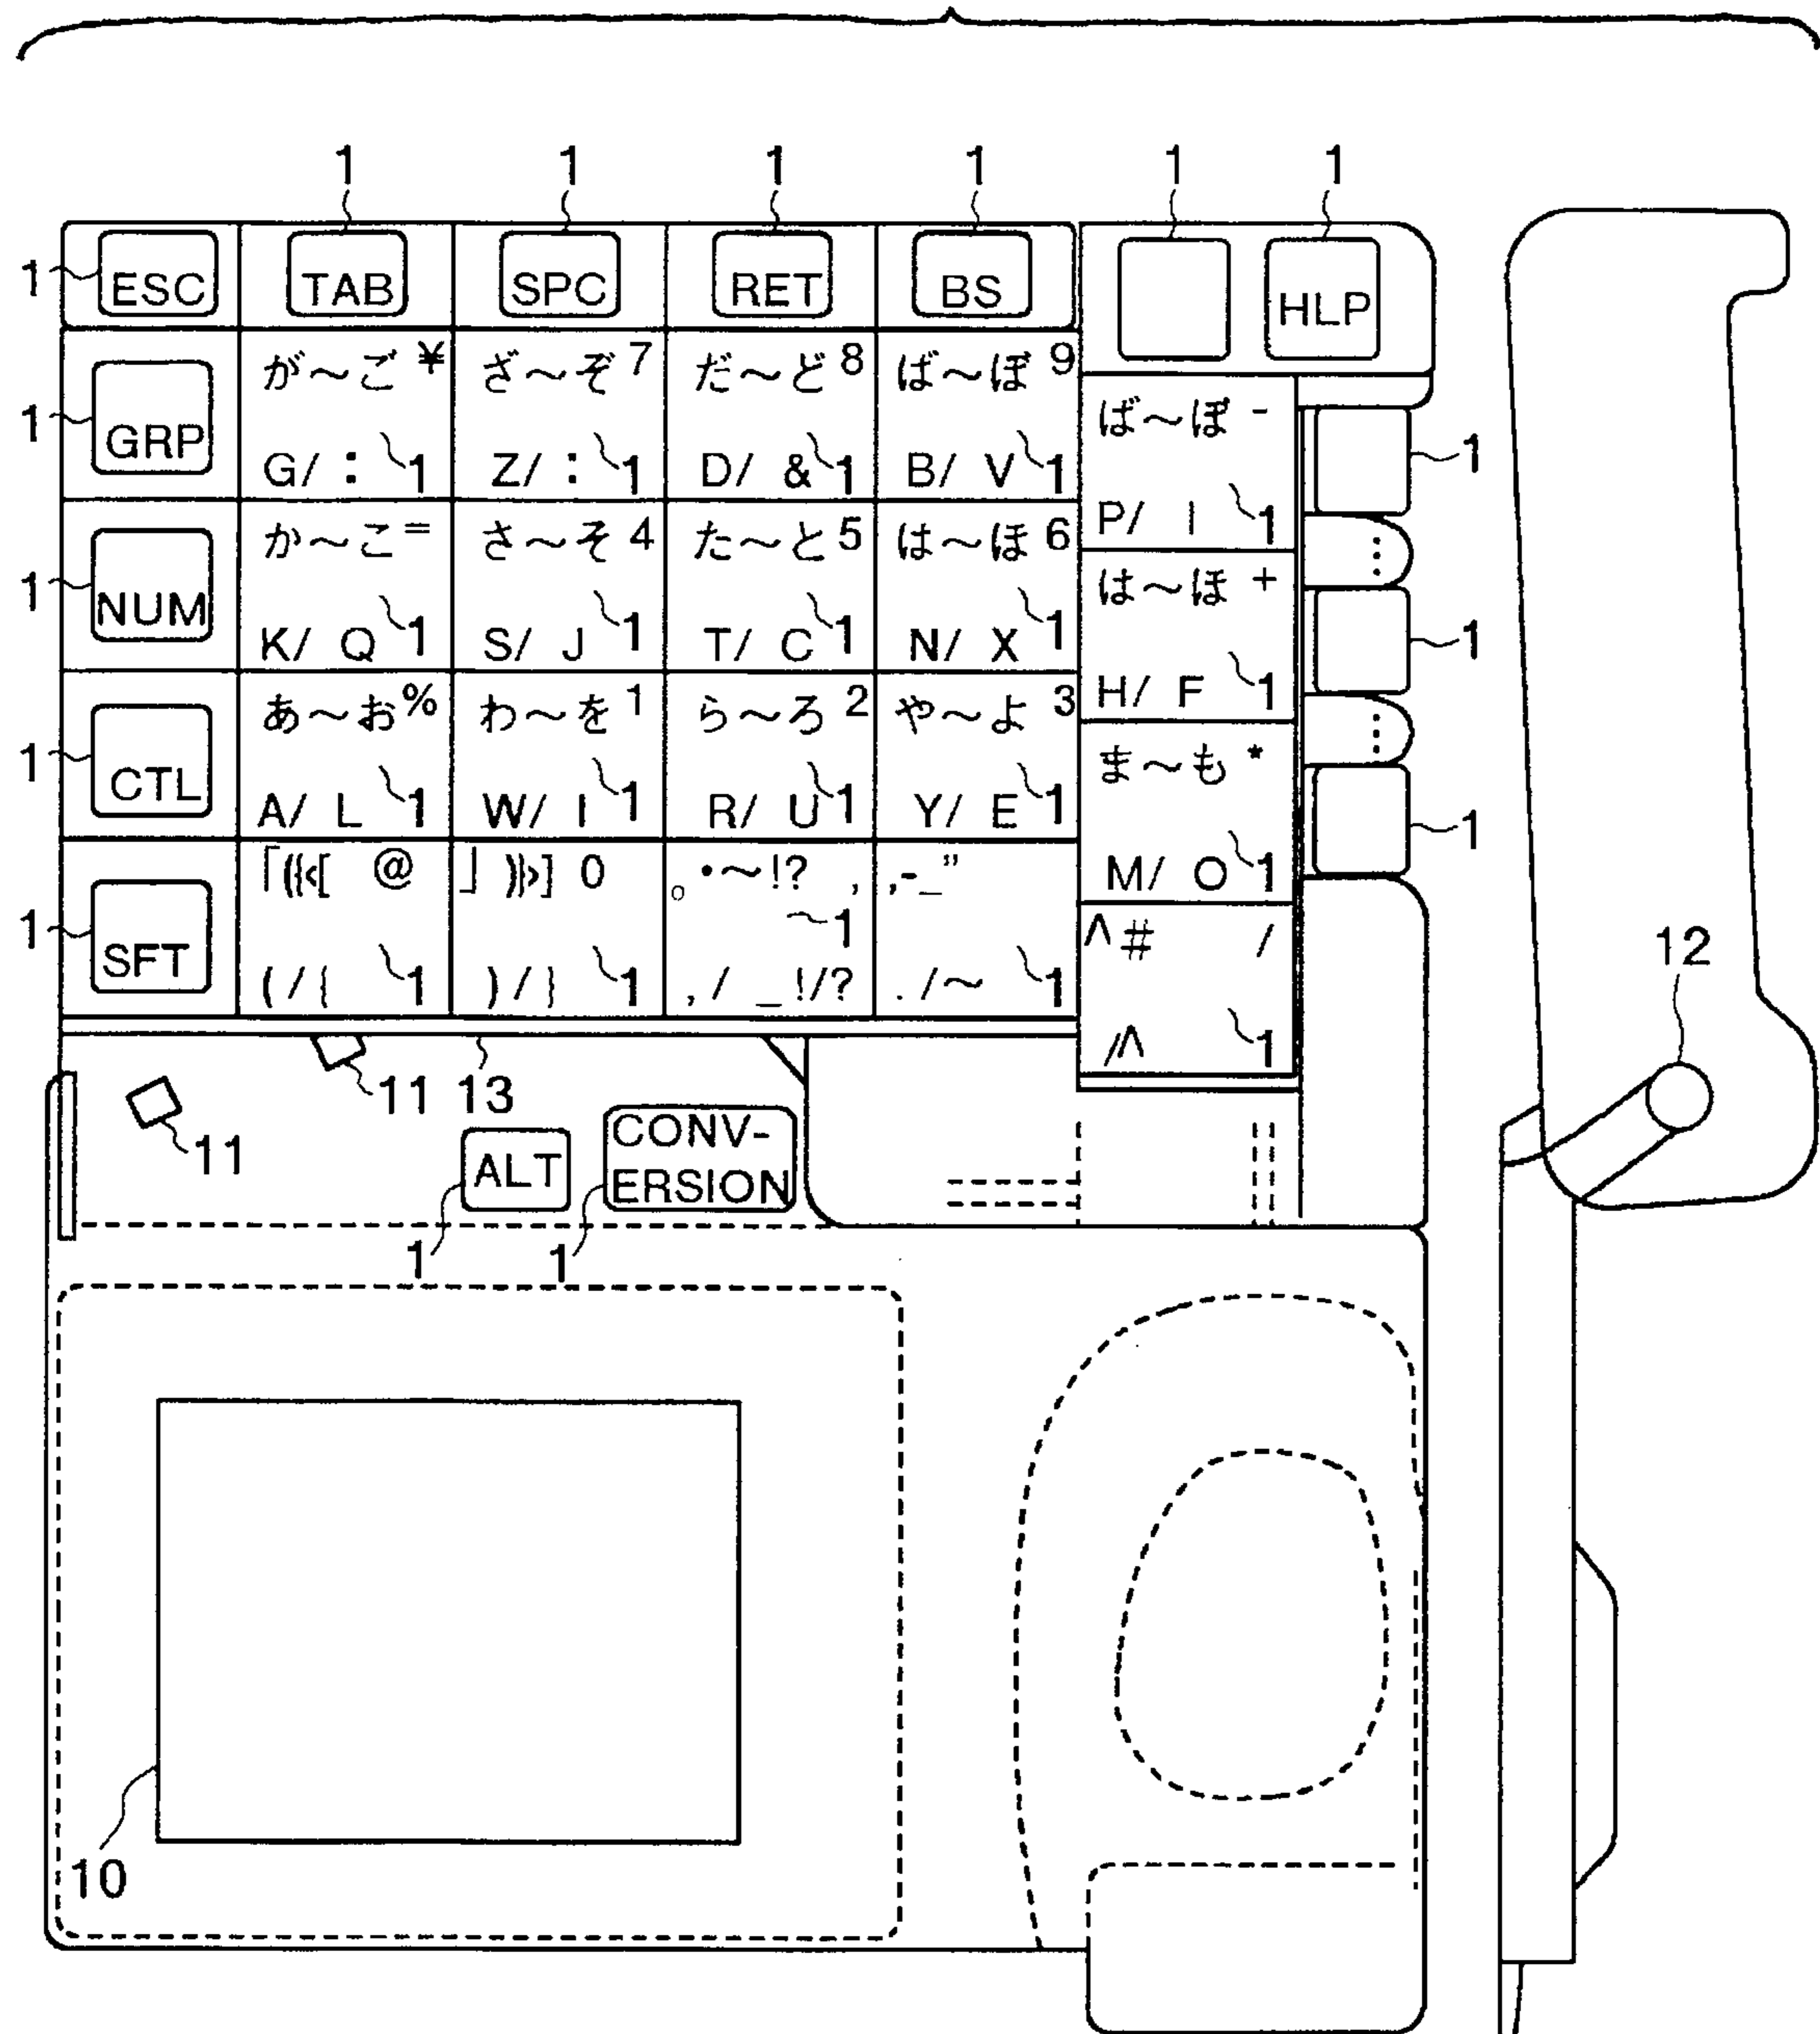 1 1 1 1 1 1
1 ESC TAB SPC RET BS HLP
1 GRP が～ご ¥ ざ～ぞ 7 だ～ど 8 ば～ぼ 9
G/ : 1 Z/ : 1 D/ & 1 B/ V 1
ば～ぽ - 1
P/ | 1
1 NUM か～こ = さ～そ 4 た～と 5 は～ほ 6
K/ Q 1 S/ J 1 T/ C 1 N/ X 1
は～ほ + 1
H/ F 1
1 CTL あ～お % わ～を 1 ら～ろ 2 や～よ 3
A/ L 1 W/ I 1 R/ U 1 Y/ E 1
ま～も * 1
M/ O 1
1 SFT 「({<[ @ 」)}>] 0 。・～!? , ,-_”
1
(/{ 1 )/} 1 ,/ _!/? ./～ 1
^# /
/^ 1
12
11 13
11
ALT
CONV-
ERSION
1 1
10